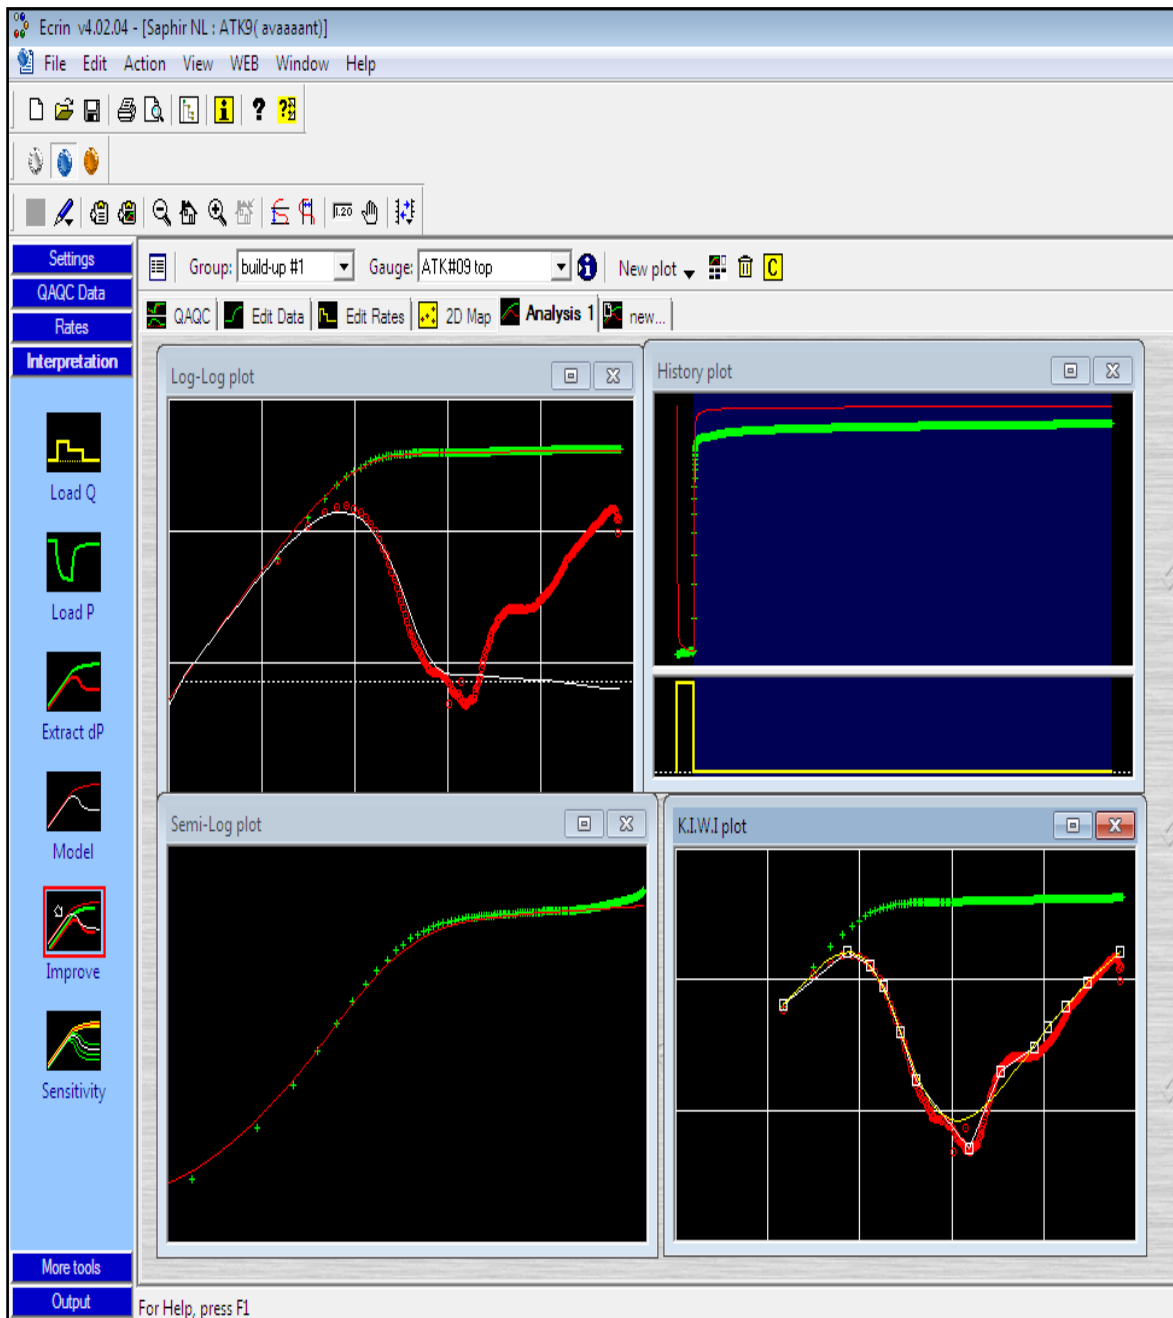 Ecrin v4.02.04 - [Saphir NL : ATK9( avaaaant)]
File Edit Action View WEB Window Help
Settings
Group: build-up #1 Gauge: ATK#09 top New plot C
QAQC Data
Rates
QAQC Edit Data Edit Rates 2D Map Analysis 1 new...
Interpretation
Log-Log plot
History plot
Load Q
Load P
Extract dP
Model
Semi-Log plot
K.I.W.I plot
Improve
Sensitivity
More tools
Output
For Help, press F1